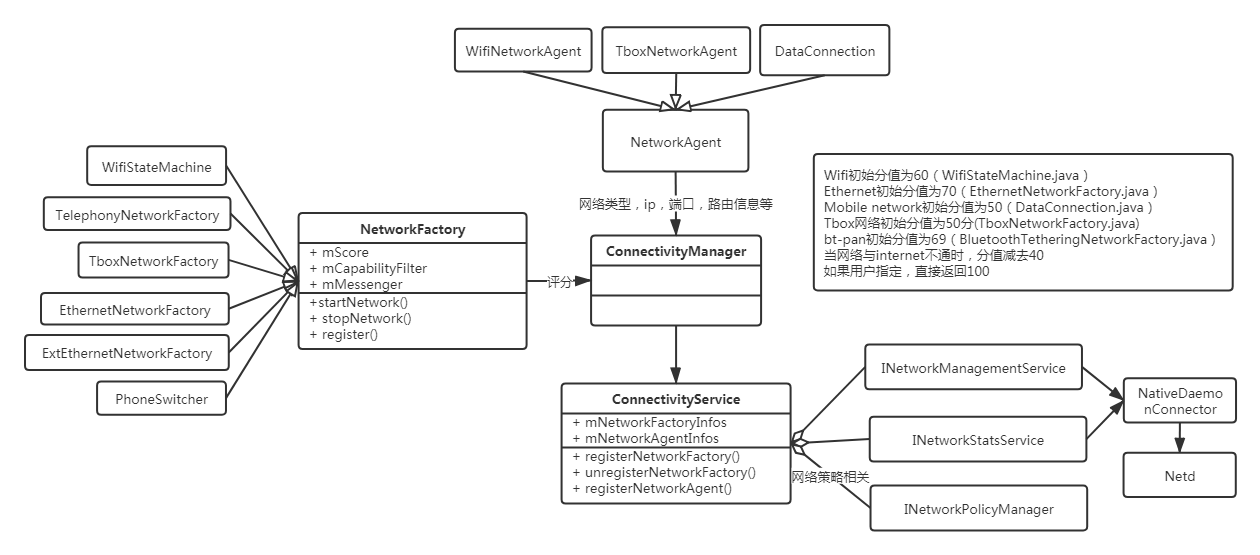 WifiNetworkAgent
TboxNetworkAgent
DataConnection
NetworkAgent
网络类型，ip，端口，路由信息等
WifiStateMachine
TelephonyNetworkFactory
TboxNetworkFactory
EthernetNetworkFactory
ExtEthernetNetworkFactory
PhoneSwitcher
NetworkFactory
+ mScore
+ mCapabilityFilter
+ mMessenger
+startNetwork()
+ stopNetwork()
+ register()
评分
ConnectivityManager
Wifi初始分值为60（WifiStateMachine.java）
Ethernet初始分值为70（EthernetNetworkFactory.java）
Mobile network初始分值为50（DataConnection.java）
Tbox网络初始分值为50分(TboxNetworkFactory.java)
bt-pan初始分值为69（BluetoothTetheringNetworkFactory.java）
当网络与internet不通时，分值减去40
如果用户指定，直接返回100
ConnectivityService
+ mNetworkFactoryInfos
+ mNetworkAgentInfos
+ registerNetworkFactory()
+ unregisterNetworkFactory()
+ registerNetworkAgent()
网络策略相关
INetworkManagementService
INetworkStatsService
INetworkPolicyManager
NativeDaemo
nConnector
Netd